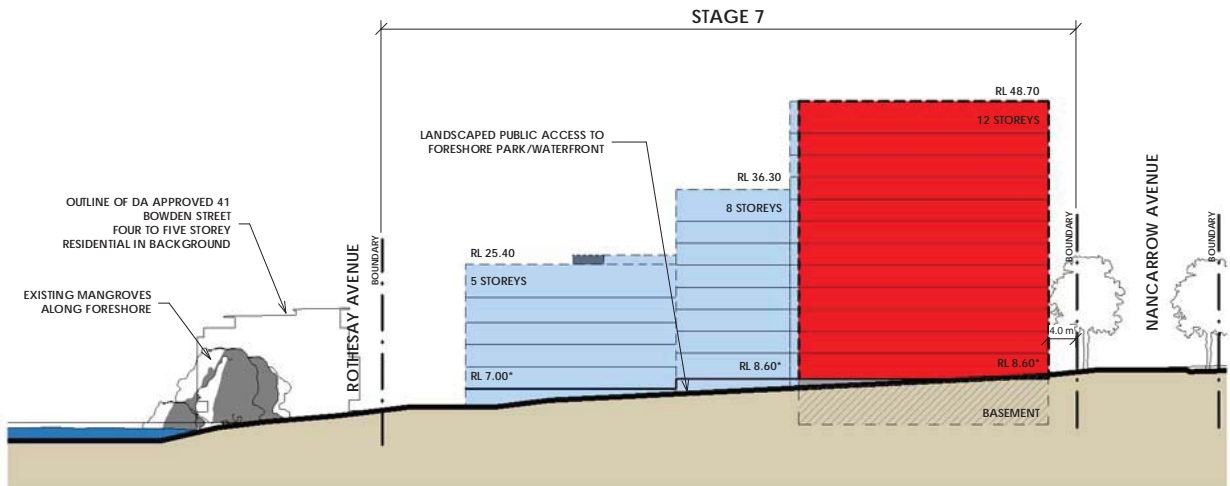 STAGE 7
RL 48.70
12 STOREYS
LANDSCAPED PUBLIC ACCESS TO
FORESHORE PARK/WATERFRONT
RL 36.30
8 STOREYS
OUTLINE OF DA APPROVED 41
BOWDEN STREET
FOUR TO FIVE STOREY
RESIDENTIAL IN BACKGROUND
RL 25.40
5 STOREYS
EXISTING MANGROVES
ALONG FORESHORE
ROTHESAY AVENUE
BOUNDARY
BOUNDARY
NANCARROW AVENUE
BOUNDARY
4.0 m
RL 7.00*
RL 8.60*
RL 8.60*
BASEMENT